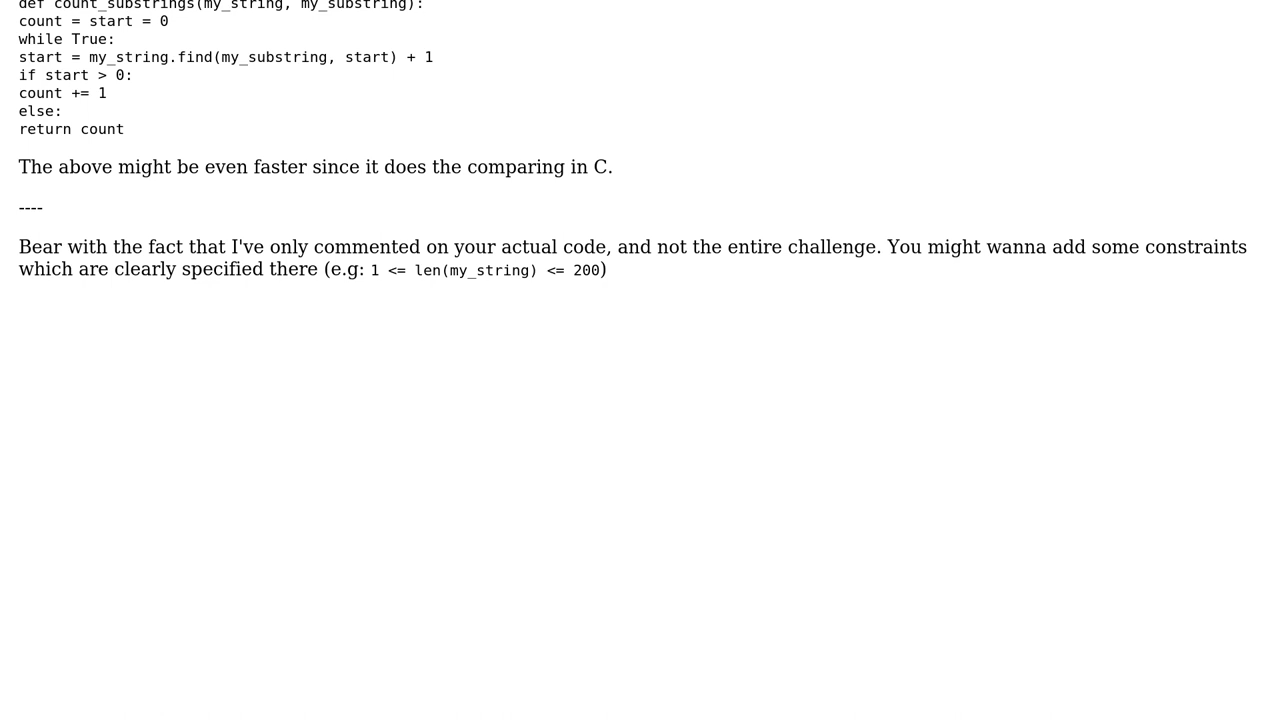 def count_substrings(my_string, my_substring):
count = start = 0
while True:
start = my_string.find(my_substring, start) + 1
if start > 0:
count += 1
else:
return count
The above might be even faster since it does the comparing in C.
----
Bear with the fact that I've only commented on your actual code, and not the entire challenge. You might wanna add some constraints
which are clearly specified there (e.g: 1 <= len(my_string) <= 200)